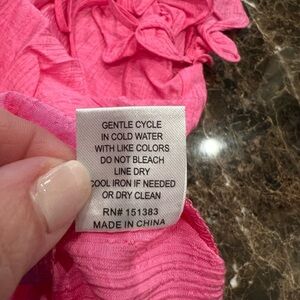 GENTLE CYCLE
IN COLD WATER
WITH LIKE COLORS
DO NOT BLEACH
LINE DRY
COOL IRON IF NEEDED
OR DRY CLEAN
RN# 151383
MADE IN CHINA